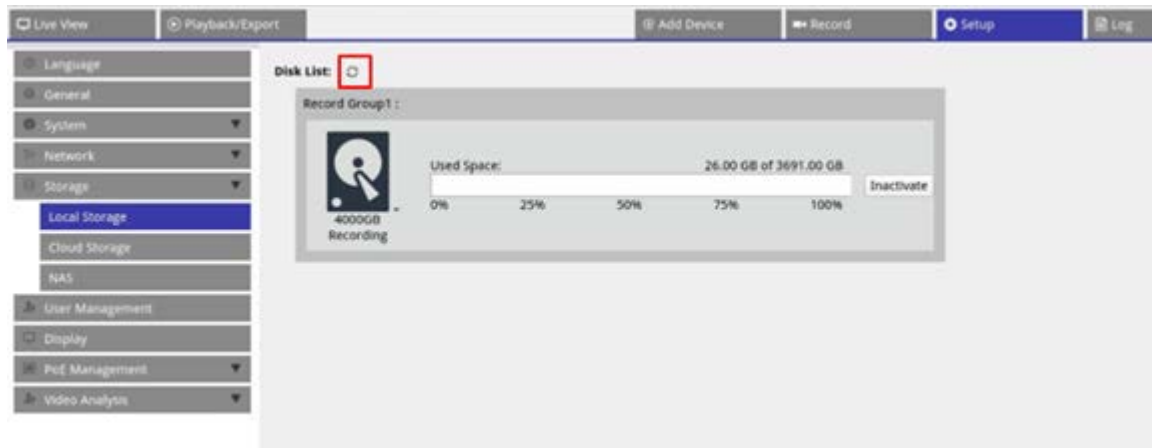 Live View
Playback/Export
Add Device
Record
Setup
Log
Language
General
System
Network
Storage
Local Storage
Cloud Storage
NAS
User Management
Display
PoE Management
Video Analysis
Disk List:
Record Group1 :
Used Space: 26.00 GB of 3691.00 GB
Inactivate
0% 25% 50% 75% 100%
4000GB
Recording